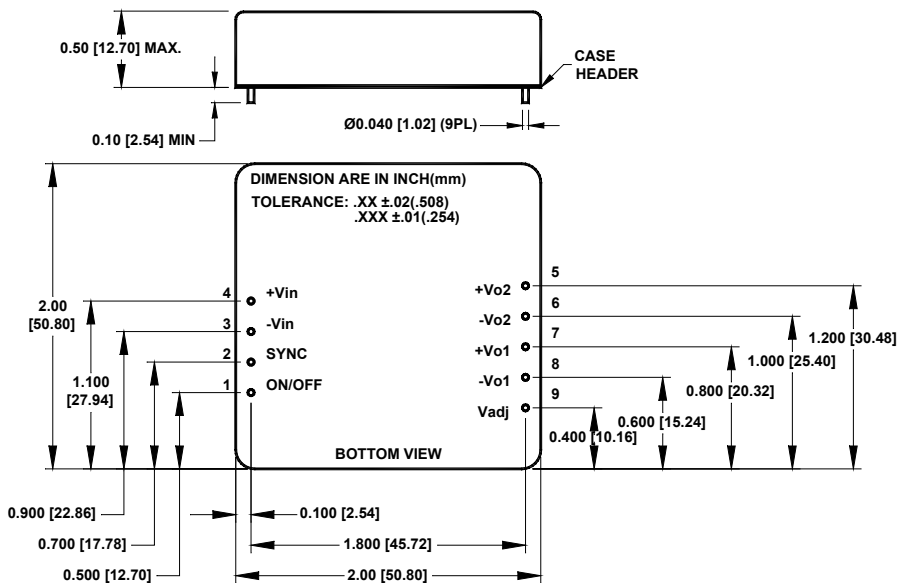 0.50 [12.70] MAX.
CASE
HEADER
0.10 [2.54] MIN
Ø0.040 [1.02] (9PL)
DIMENSION ARE IN INCH(mm)
TOLERANCE: .XX ±.02(.508)
.XXX ±.01(.254)
2.00
[50.80]
4 +Vin
3 -Vin
2 SYNC
1 ON/OFF
1.100
[27.94]
+Vo2 5
-Vo2 6
+Vo1 7
-Vo1 8
Vadj 9
1.200 [30.48]
1.000 [25.40]
0.800 [20.32]
0.600 [15.24]
0.400 [10.16]
BOTTOM VIEW
0.900 [22.86]
0.100 [2.54]
0.700 [17.78]
1.800 [45.72]
0.500 [12.70]
2.00 [50.80]